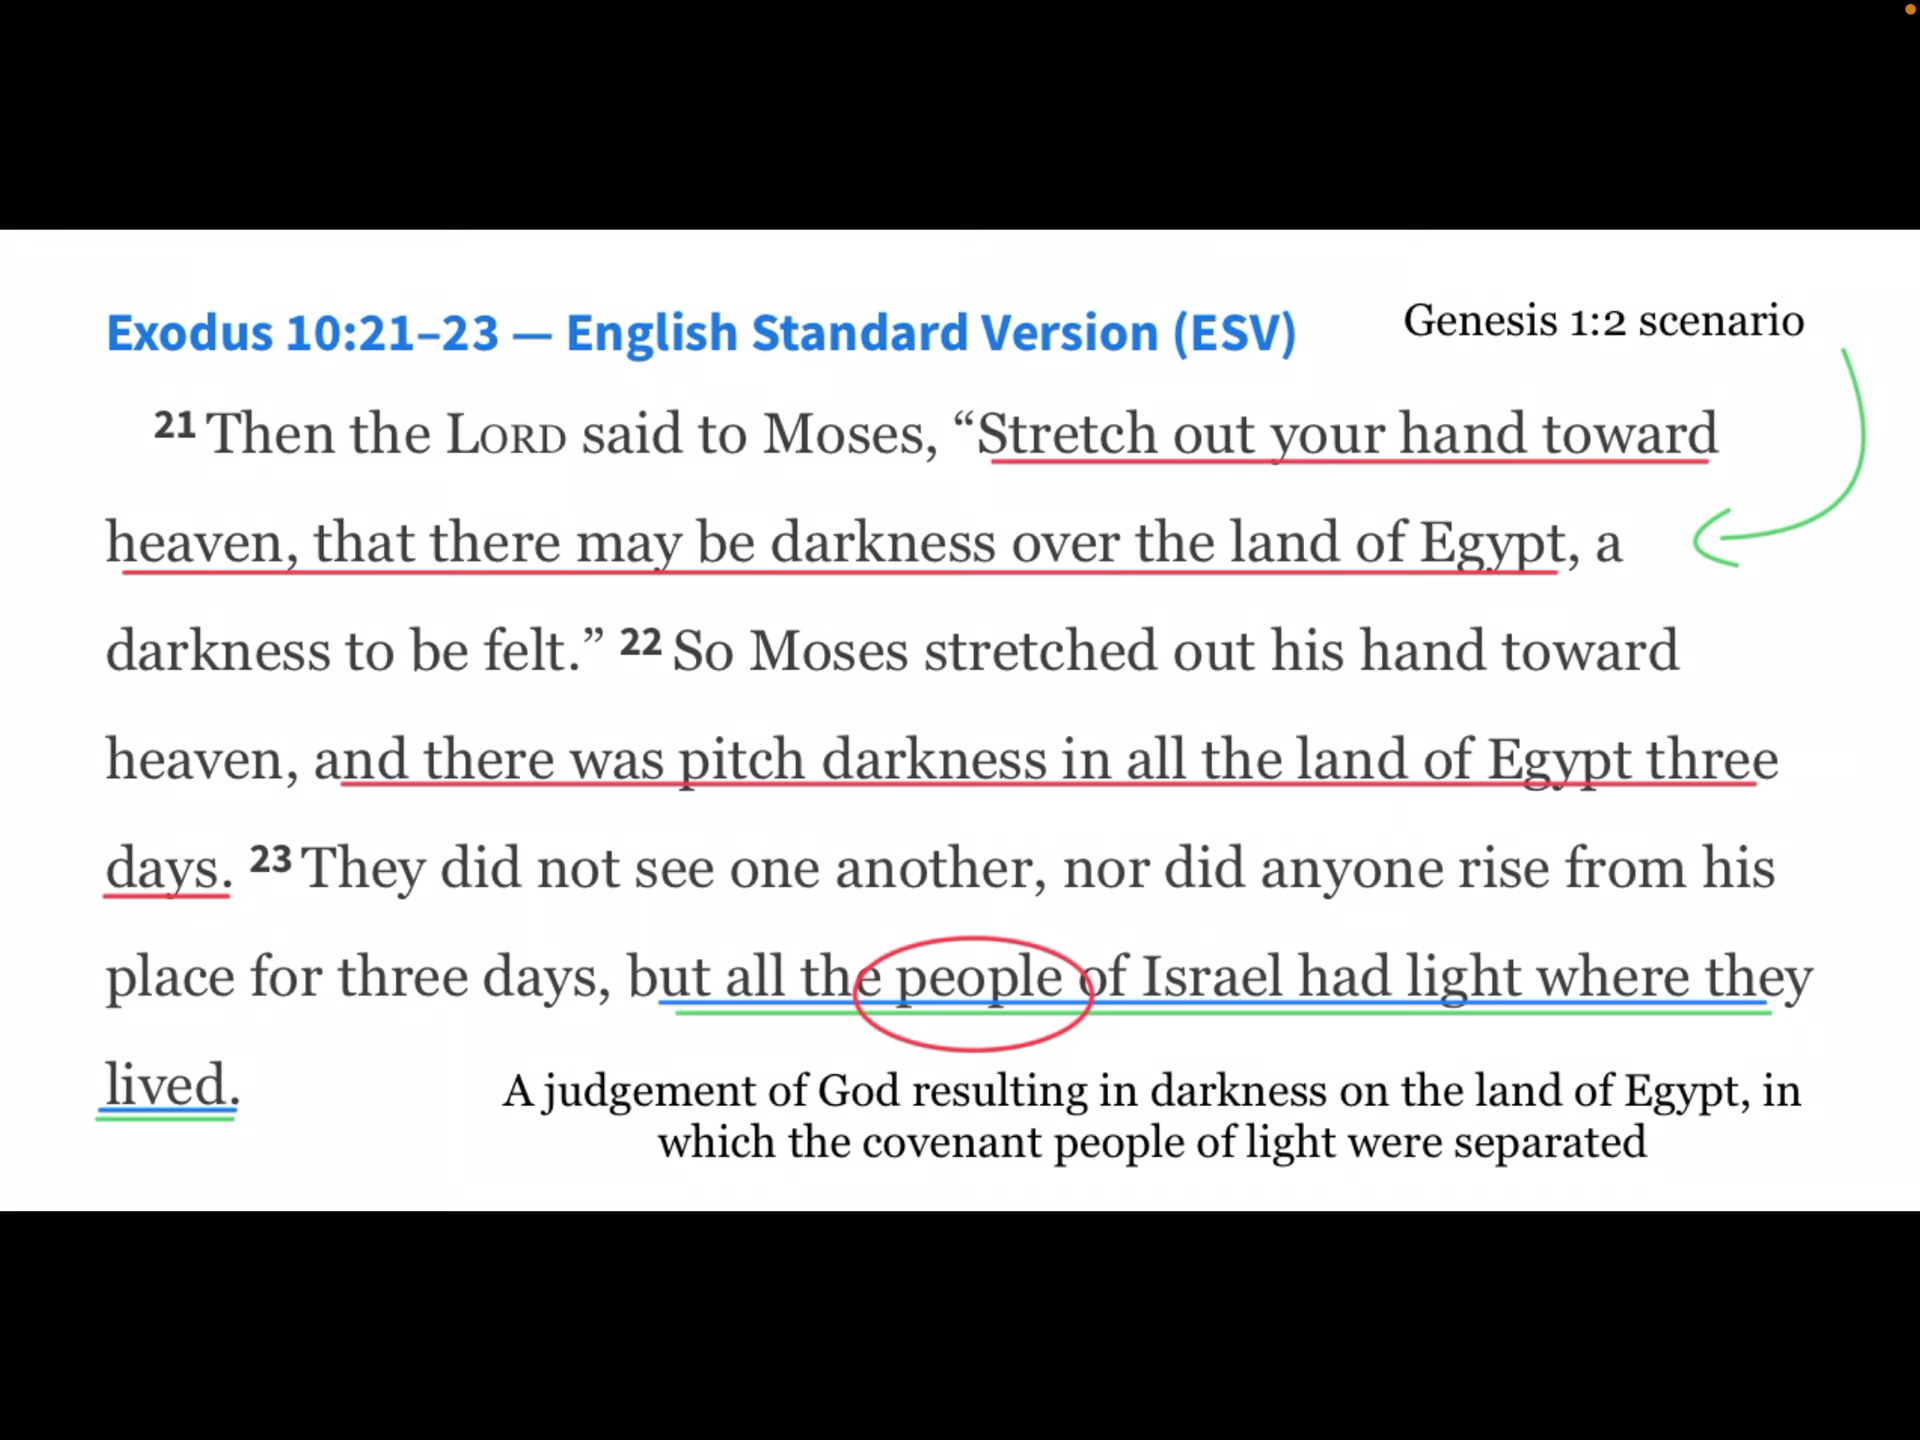 Exodus 10:21–23 — English Standard Version (ESV)
Genesis 1:2 scenario
21 Then the LORD said to Moses, “Stretch out your hand toward
heaven, that there may be darkness over the land of Egypt, a
darkness to be felt.” 22 So Moses stretched out his hand toward
heaven, and there was pitch darkness in all the land of Egypt three
days. 23 They did not see one another, nor did anyone rise from his
place for three days, but all the people of Israel had light where they
lived.
A judgement of God resulting in darkness on the land of Egypt, in
which the covenant people of light were separated